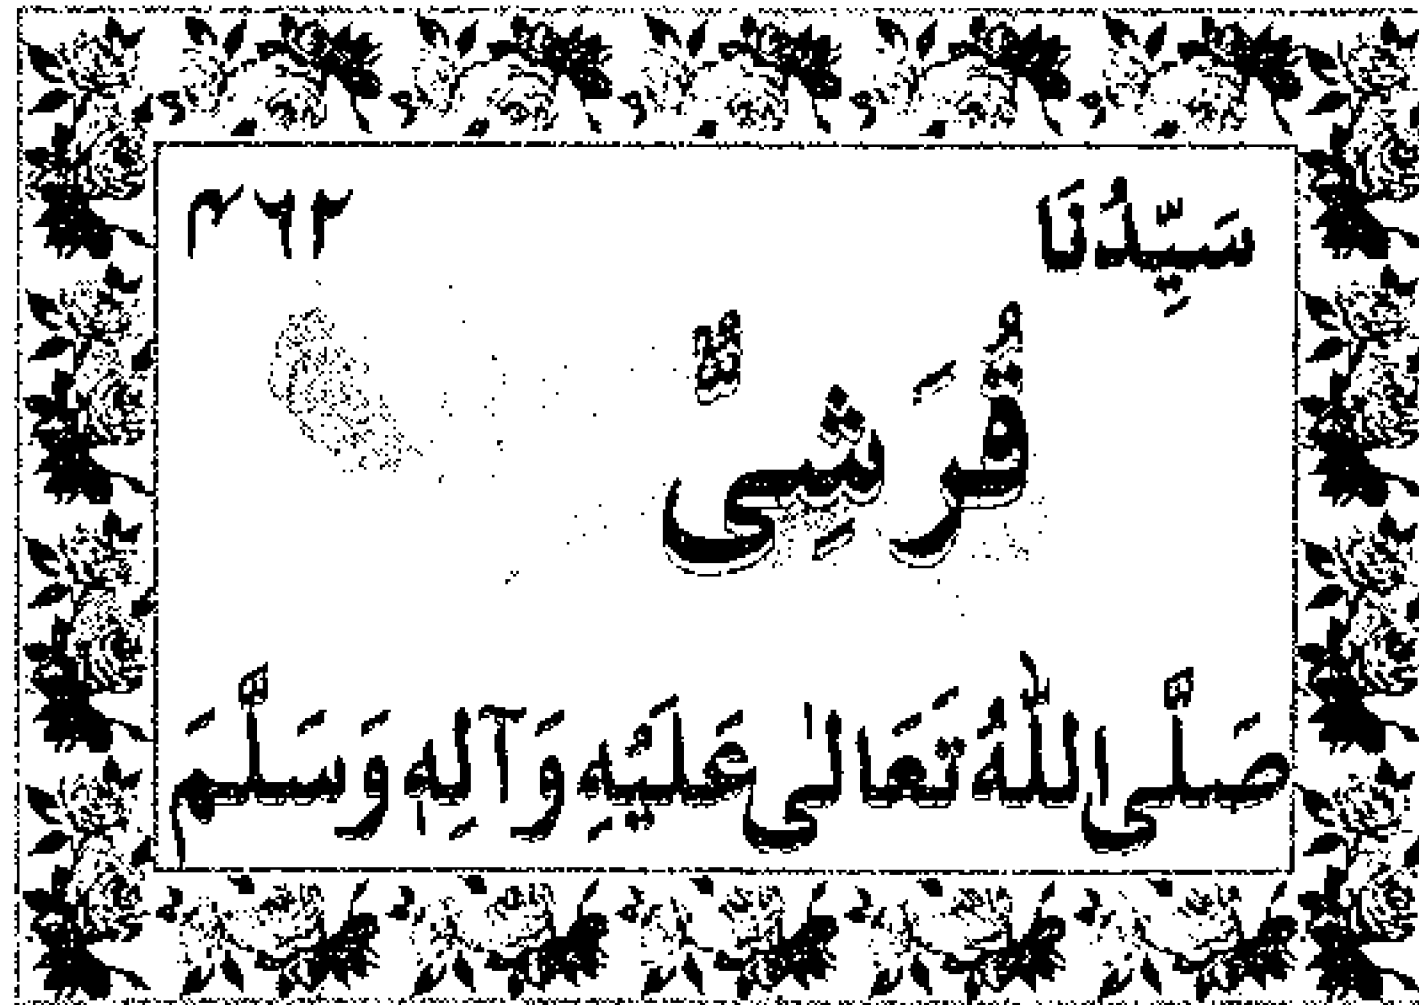 سَيِّدُنَا ٣٦٢
قُرَشِىٌّ
صَلَّى اللّٰهُ تَعَالٰى عَلَيْهِ وَآلِهٖ وَسَلَّمَ